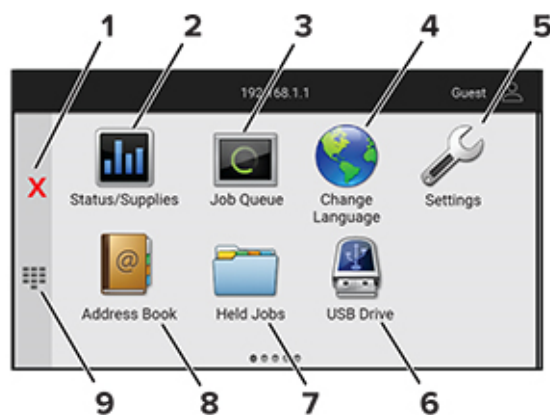 1 2 3 4 5
192.168.1.1 Guest
X
Status/Supplies Job Queue Change Settings
Language
@
Address Book Held Jobs USB Drive
9 8 7 6